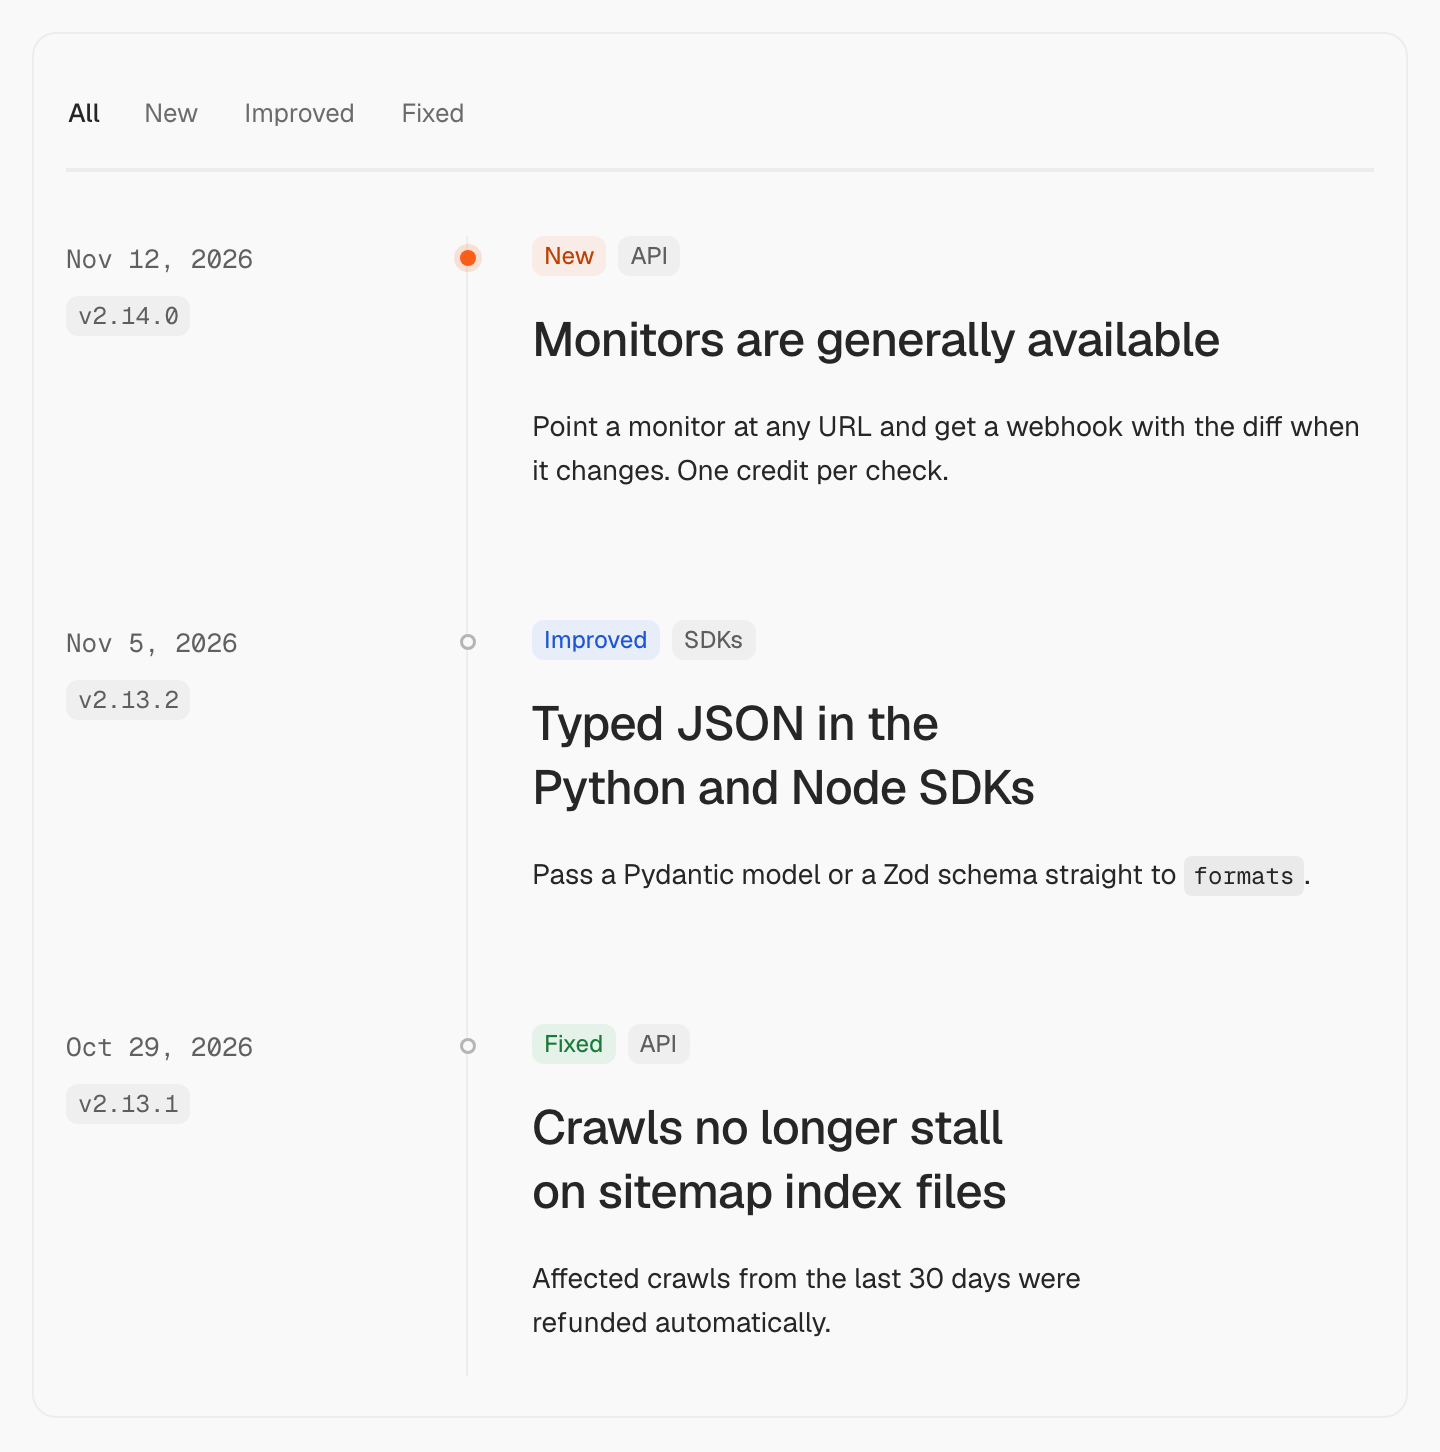 All New Improved Fixed
Nov 12, 2026
v2.14.0
New API
Monitors are generally available
Point a monitor at any URL and get a webhook with the diff when
it changes. One credit per check.
Nov 5, 2026
v2.13.2
Improved SDKs
Typed JSON in the
Python and Node SDKs
Pass a Pydantic model or a Zod schema straight to formats.
Oct 29, 2026
v2.13.1
Fixed API
Crawls no longer stall
on sitemap index files
Affected crawls from the last 30 days were
refunded automatically.